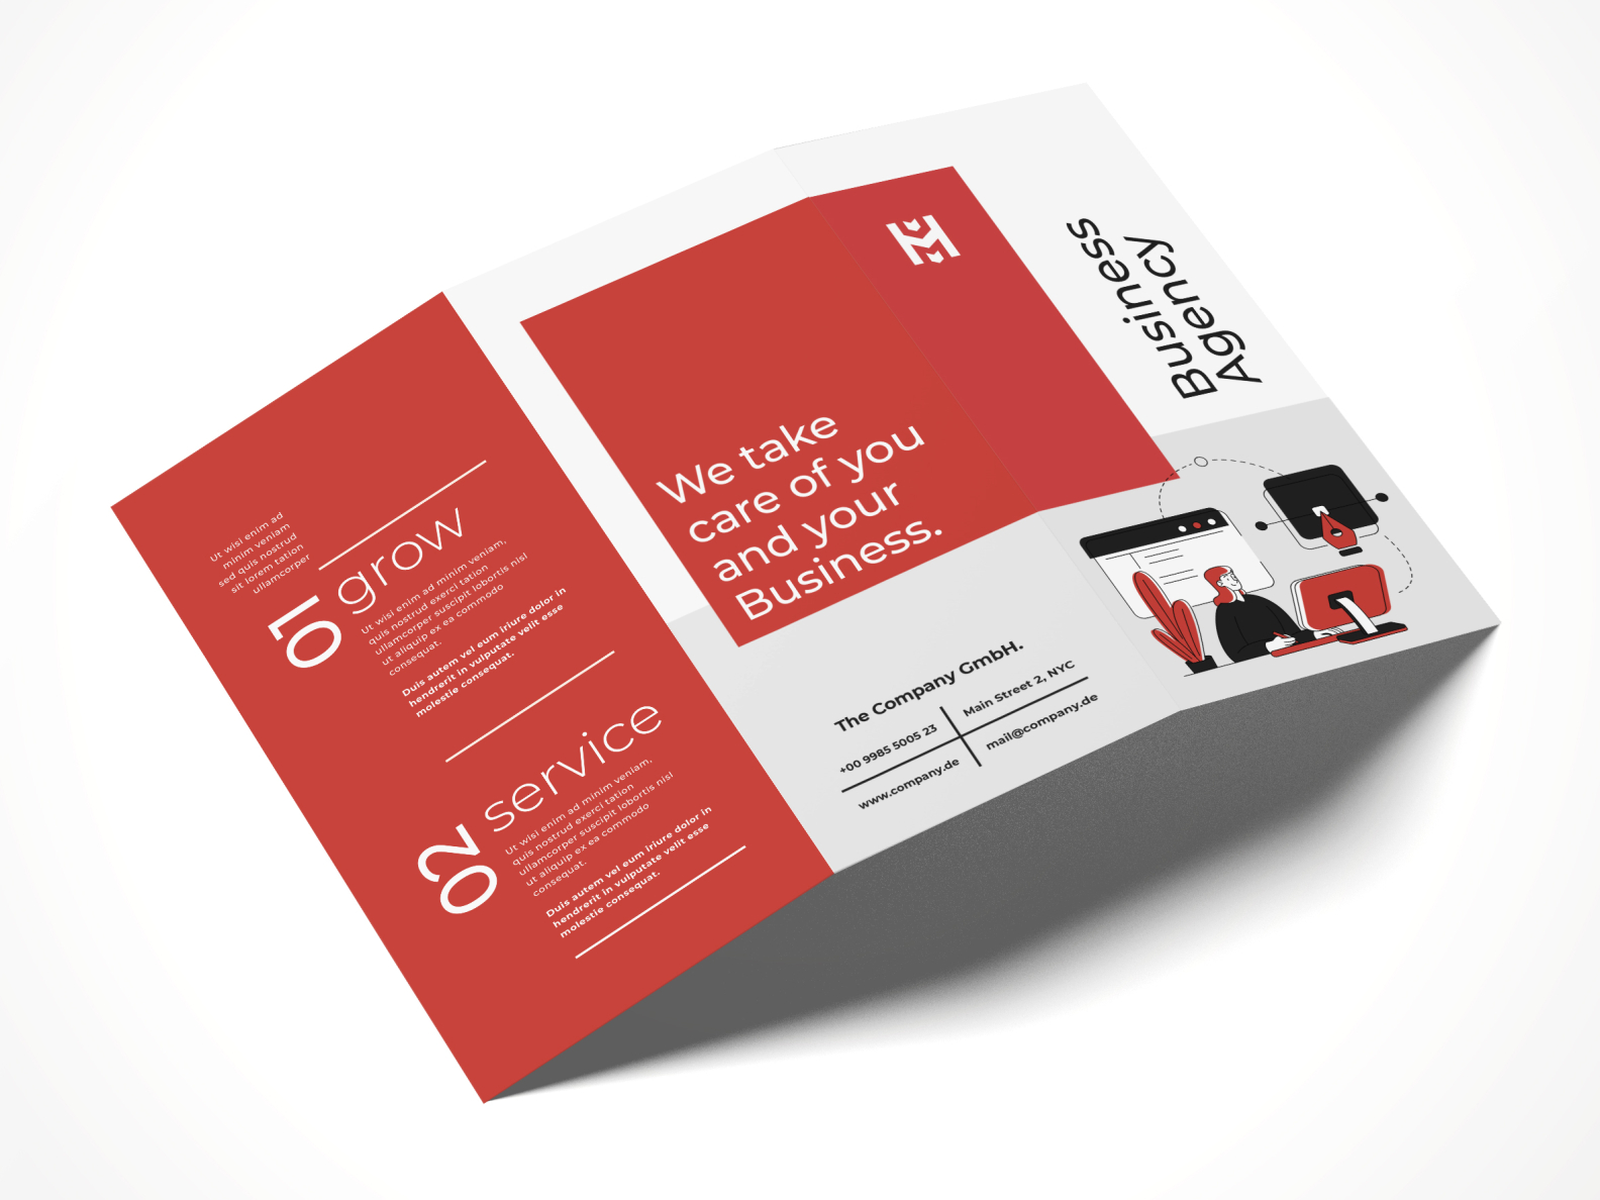 Ut wisi enim ad
minim veniam
sed quis nostrud
sit lorem tation
ullamcorper
01
grow
Ut wisi enim ad minim veniam,
quis nostrud exerci tation
ullamcorper suscipit lobortis nisl
ut aliquip ex ea commodo
consequat.
Duis autem vel eum iriure dolor in
hendrerit in vulputate velit esse
molestie consequat.
02
service
Ut wisi enim ad minim veniam,
quis nostrud exerci tation
ullamcorper suscipit lobortis nisl
ut aliquip ex ea commodo
consequat.
Duis autem vel eum iriure dolor in
hendrerit in vulputate velit esse
molestie consequat.
We take
care of you
and your
Business.
The Company GmbH.
+00 9985 5005 23
Main Street 2, NYC
www.company.de
mail@company.de
Business
Agency